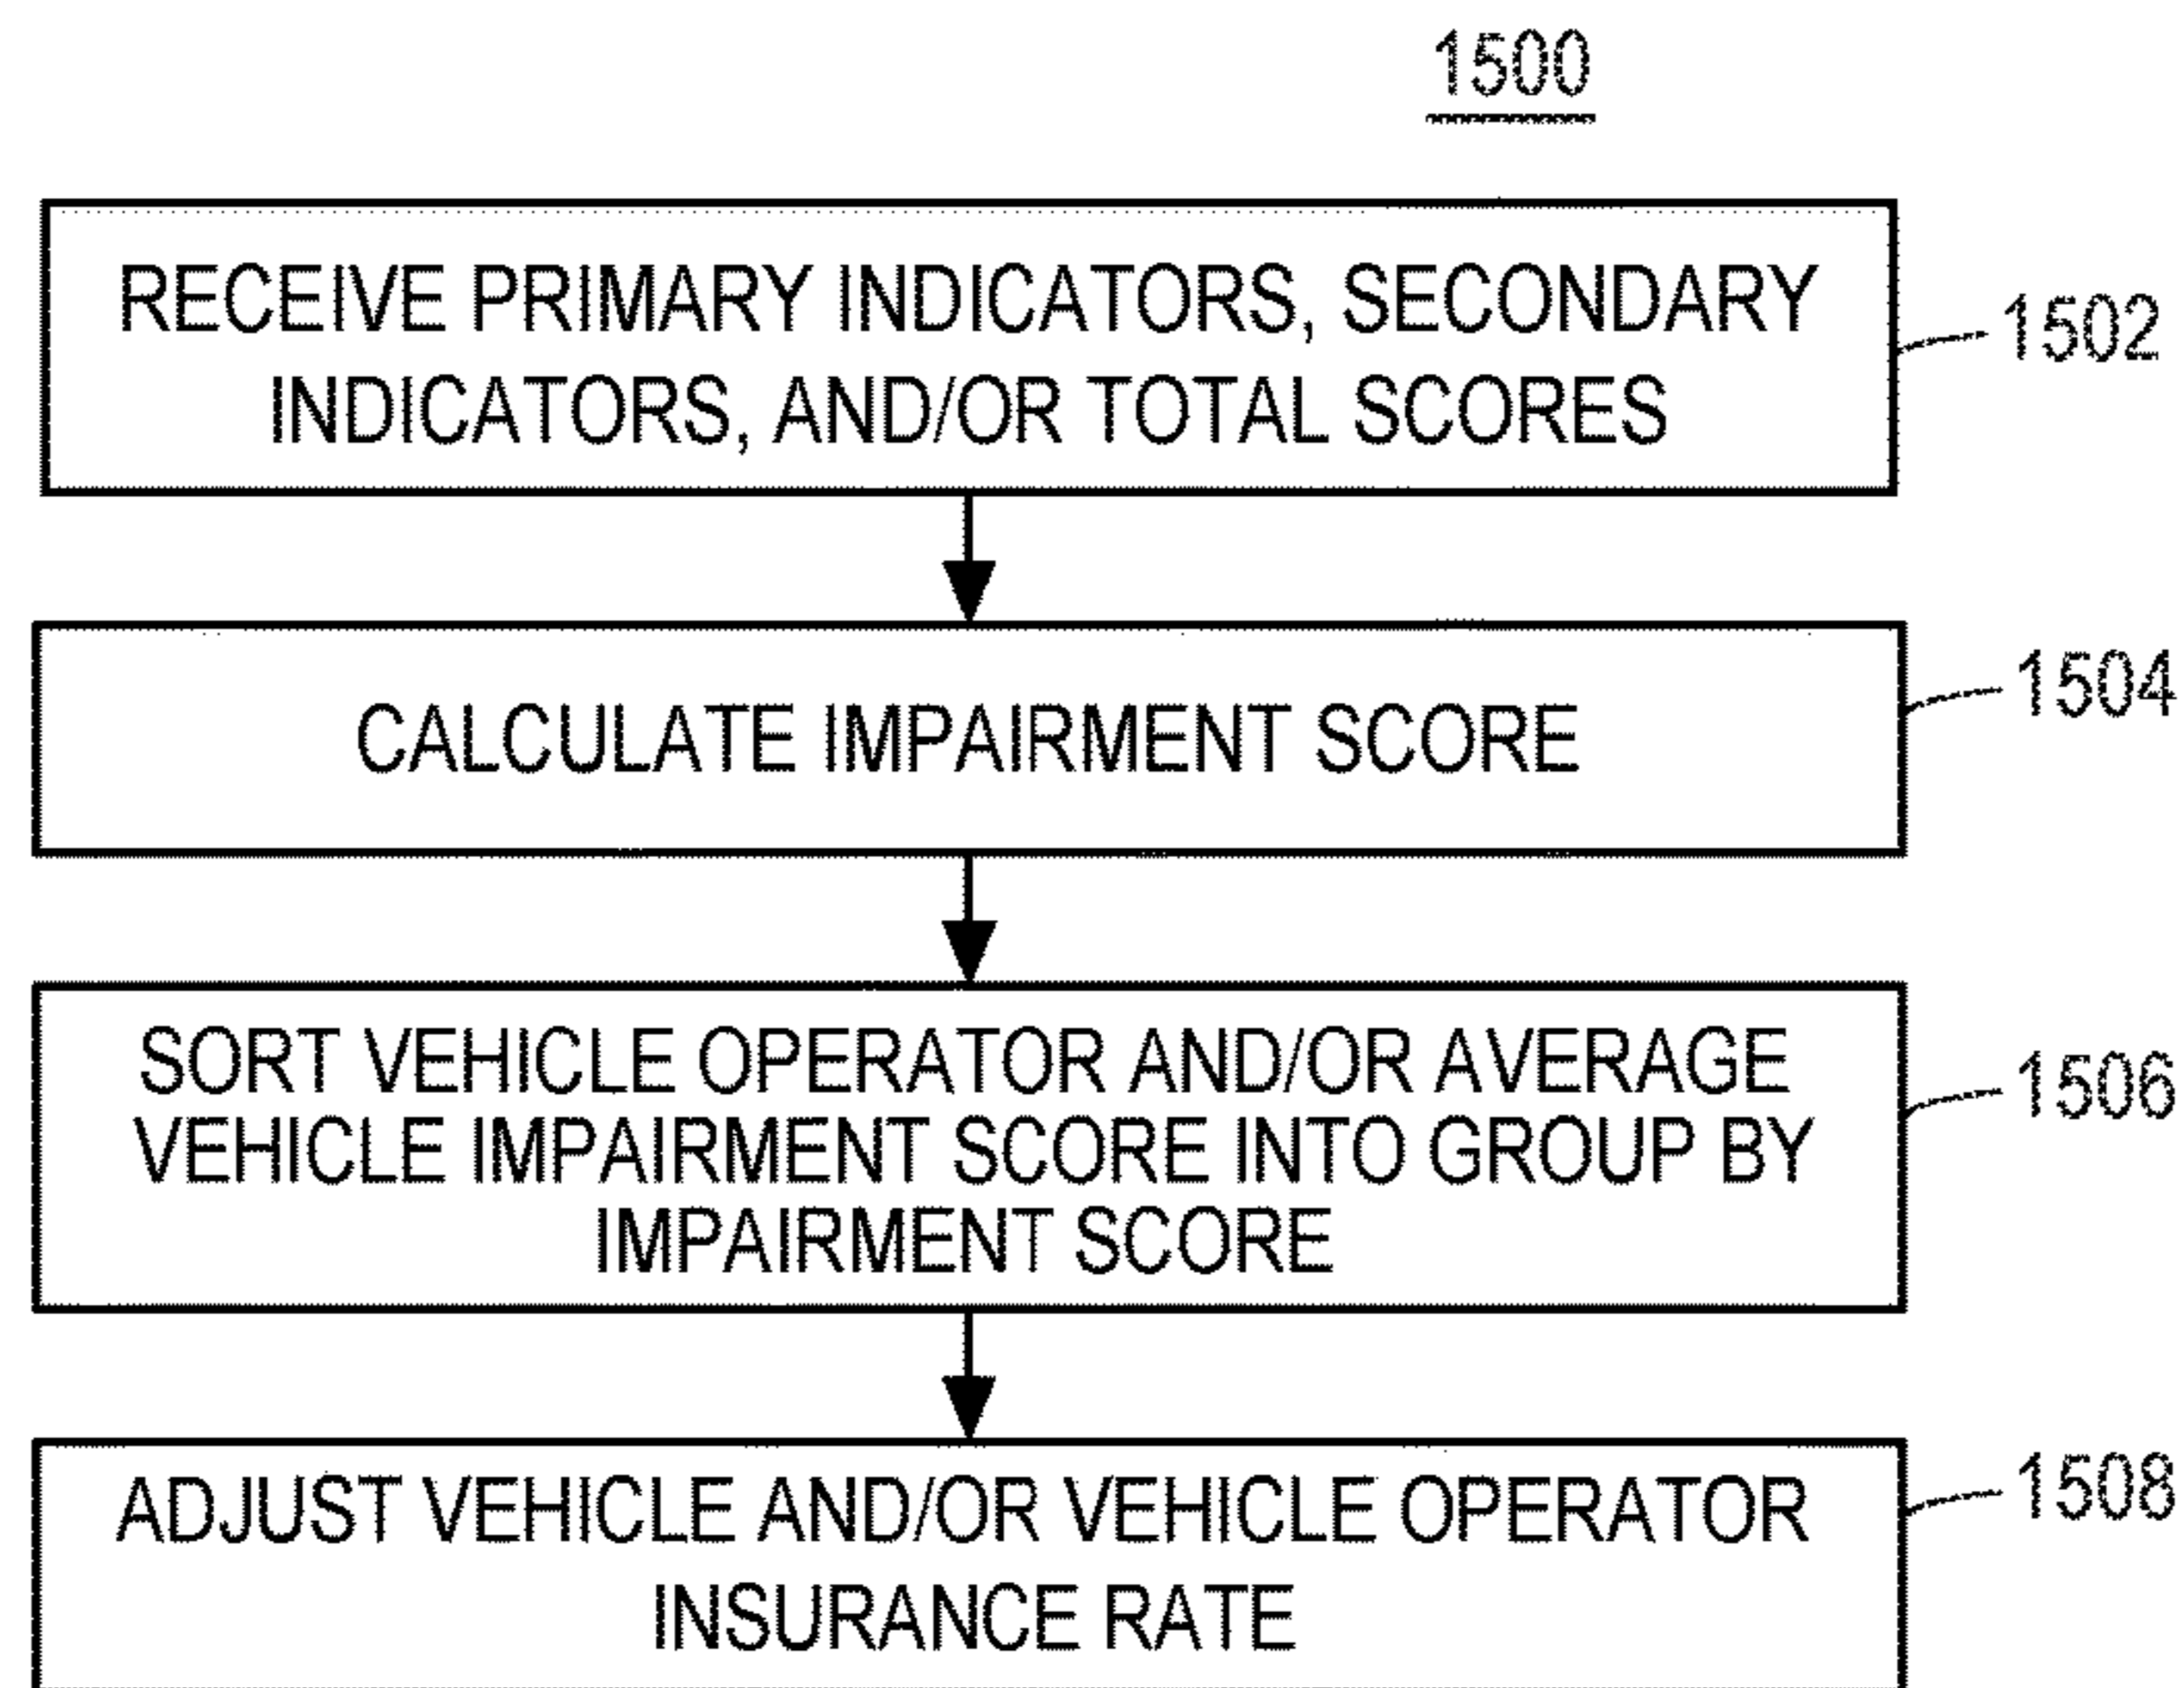 1500
RECEIVE PRIMARY INDICATORS, SECONDARY
INDICATORS, AND/OR TOTAL SCORES
1502
CALCULATE IMPAIRMENT SCORE
1504
SORT VEHICLE OPERATOR AND/OR AVERAGE
VEHICLE IMPAIRMENT SCORE INTO GROUP BY
IMPAIRMENT SCORE
1506
ADJUST VEHICLE AND/OR VEHICLE OPERATOR
INSURANCE RATE
1508